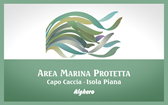 AREA MARINA PROTETTA
Capo Caccia - Isola Piana
Alghero